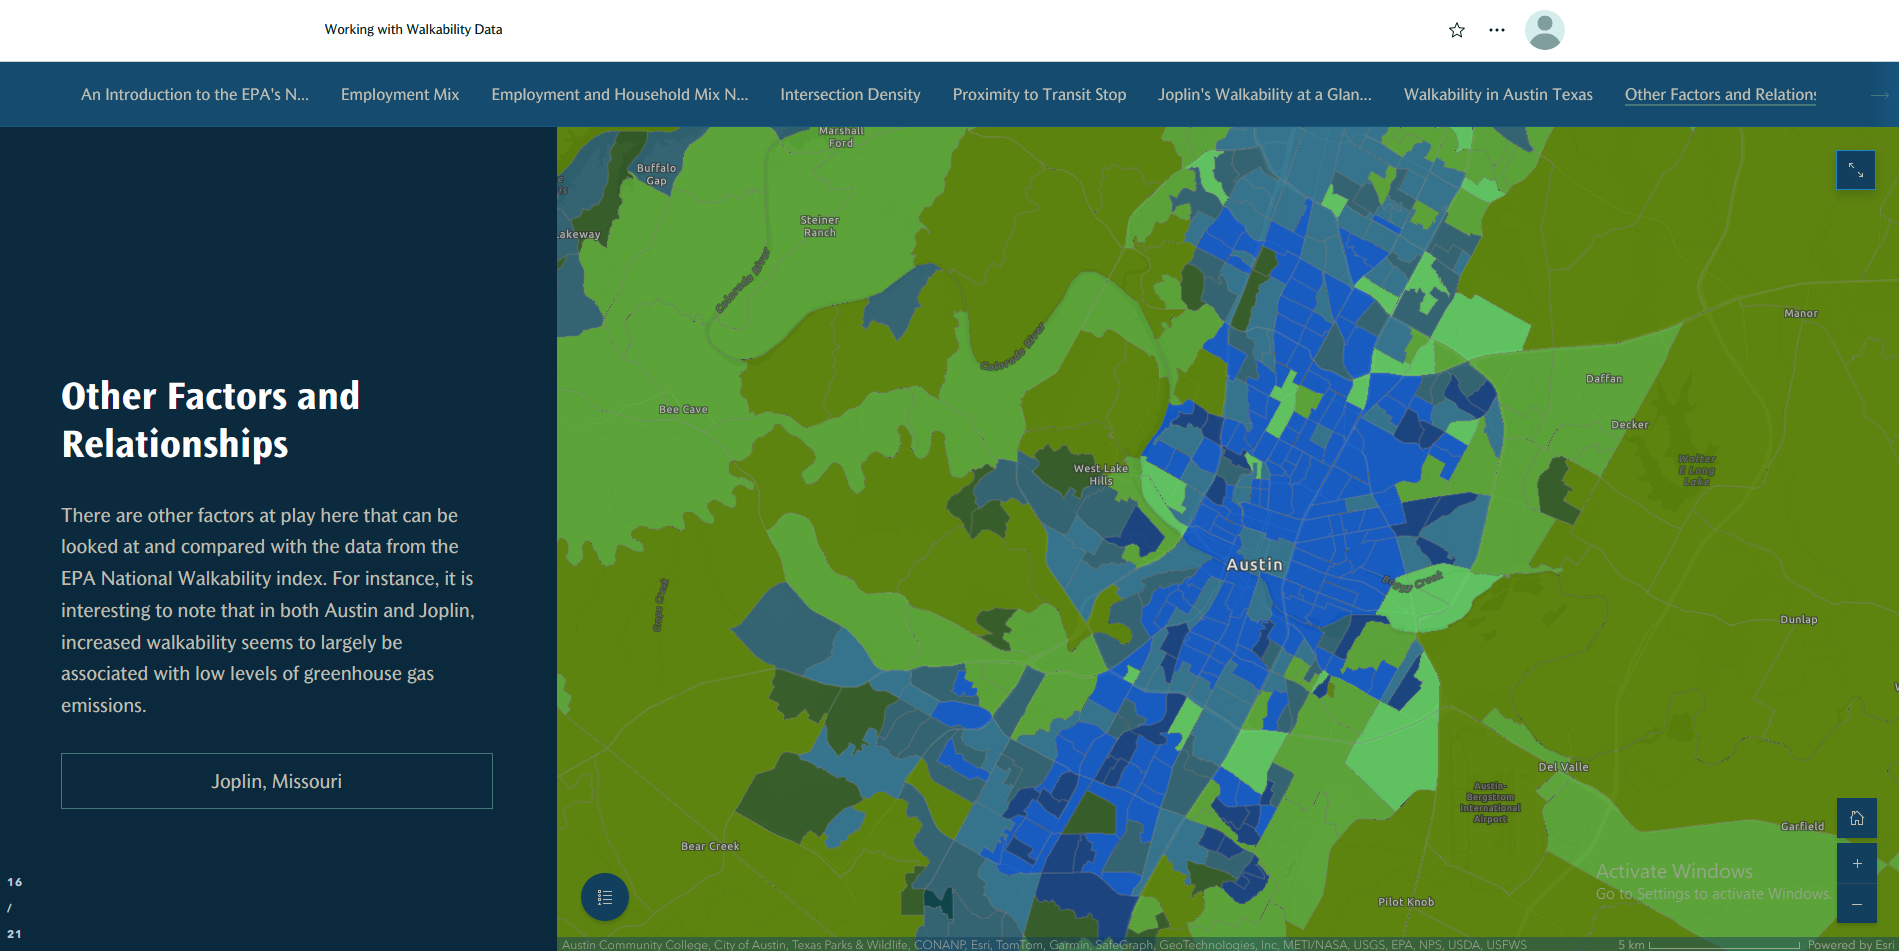 Working with Walkability Data
An Introduction to the EPA's N...
Employment Mix
Employment and Household Mix N...
Intersection Density
Proximity to Transit Stop
Joplin's Walkability at a Glan...
Walkability in Austin Texas
Other Factors and Relations
Other Factors and
Relationships
There are other factors at play here that can be
looked at and compared with the data from the
EPA National Walkability index. For instance, it is
interesting to note that in both Austin and Joplin,
increased walkability seems to largely be
associated with low levels of greenhouse gas
emissions.
Joplin, Missouri
16
/
21
Marshall
Ford
Buffalo
Gap
akeway
Steiner
Ranch
Colorado River
Colorado River
Bee Cave
West Lake
Hills
Austin
Boggy Creek
Manor
Daffan
Decker
Walter
E Long
Lake
Dunlap
Del Valle
Austin-
Bergstrom
International
Airport
Garfield
Bear Creek
Pilot Knob
Activate Windows
Go to Settings to activate Windows.
Austin Community College, City of Austin, Texas Parks & Wildlife, CONANP, Esri, TomTom, Garmin, SafeGraph, GeoTechnologies, Inc, METI/NASA, USGS, EPA, NPS, USDA, USFWS
5 km
Powered by Esri